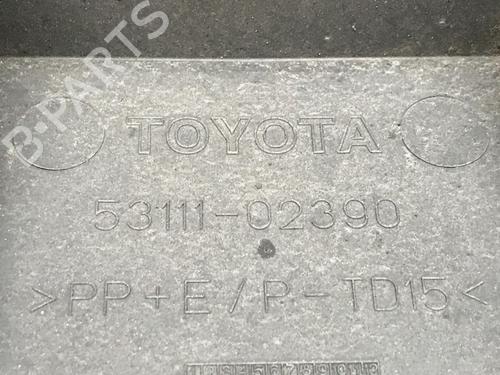 B-PARTS
TOYOTA
53111-02390
>PP+E/P-TD15<